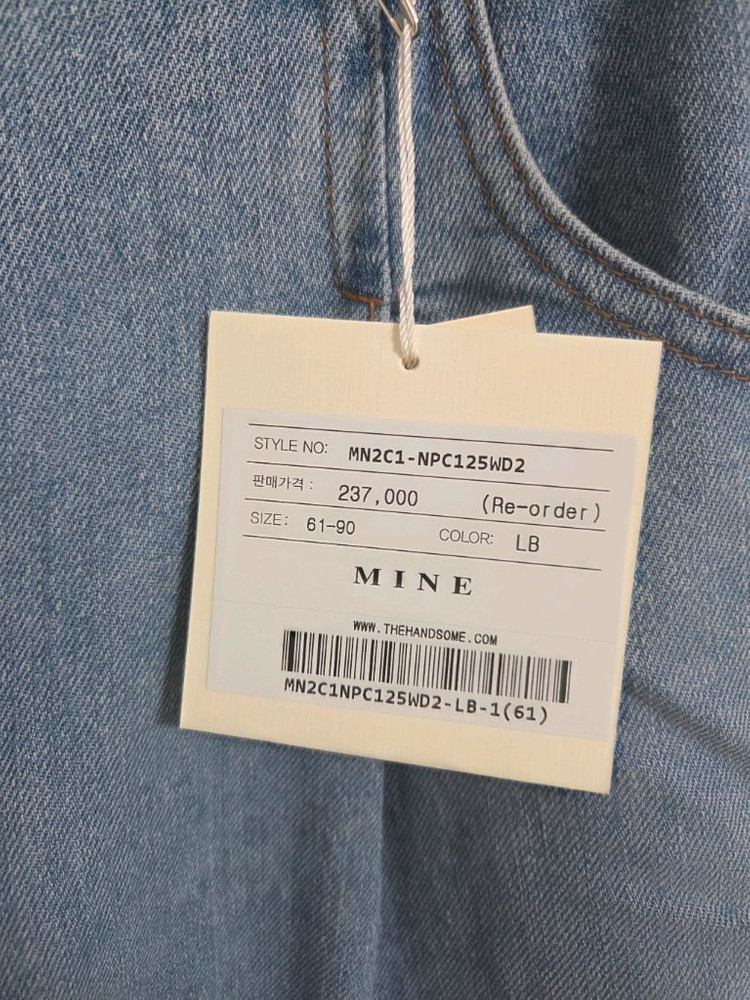 STYLE NO: MN2C1-NPC125WD2
판매가격 : 237,000 (Re-order)
SIZE: 61-90 COLOR: LB
MINE
WWW.THEHANDSOME.COM
MN2C1NPC125WD2-LB-1(61)